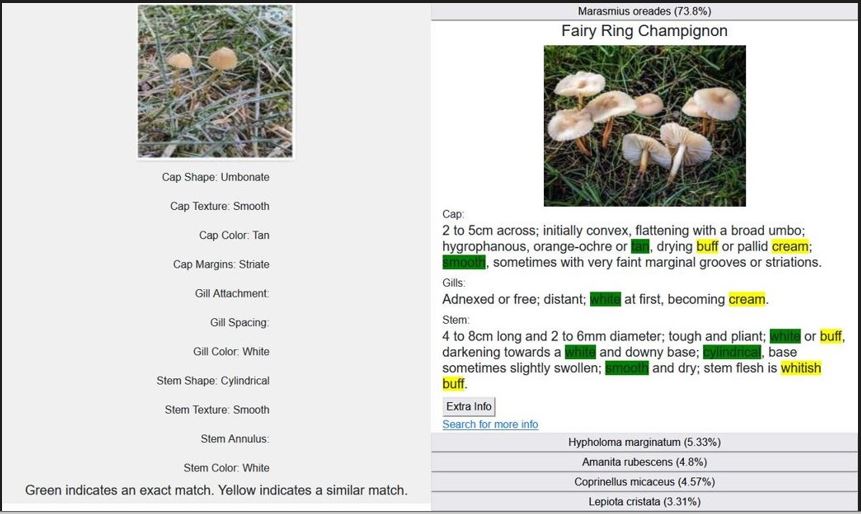 Cap Shape: Umbonate
Cap Texture: Smooth
Cap Color: Tan
Cap Margins: Striate
Gill Attachment:
Gill Spacing:
Gill Color: White
Stem Shape: Cylindrical
Stem Texture: Smooth
Stem Annulus:
Stem Color: White
Green indicates an exact match. Yellow indicates a similar match.
Marasmius oreades (73.8%)
Fairy Ring Champignon
Cap:
2 to 5cm across; initially convex, flattening with a broad umbo;
hygrophanous, orange-ochre or tan, drying buff or pallid cream;
smooth, sometimes with very faint marginal grooves or striations.
Gills:
Adnexed or free; distant; white at first, becoming cream.
Stem:
4 to 8cm long and 2 to 6mm diameter; tough and pliant; white or buff,
darkening towards a white and downy base; cylindrical, base
sometimes slightly swollen; smooth and dry; stem flesh is whitish
buff.
Extra Info
Search for more info
Hypholoma marginatum (5.33%)
Amanita rubescens (4.8%)
Coprinellus micaceus (4.57%)
Lepiota cristata (3.31%)